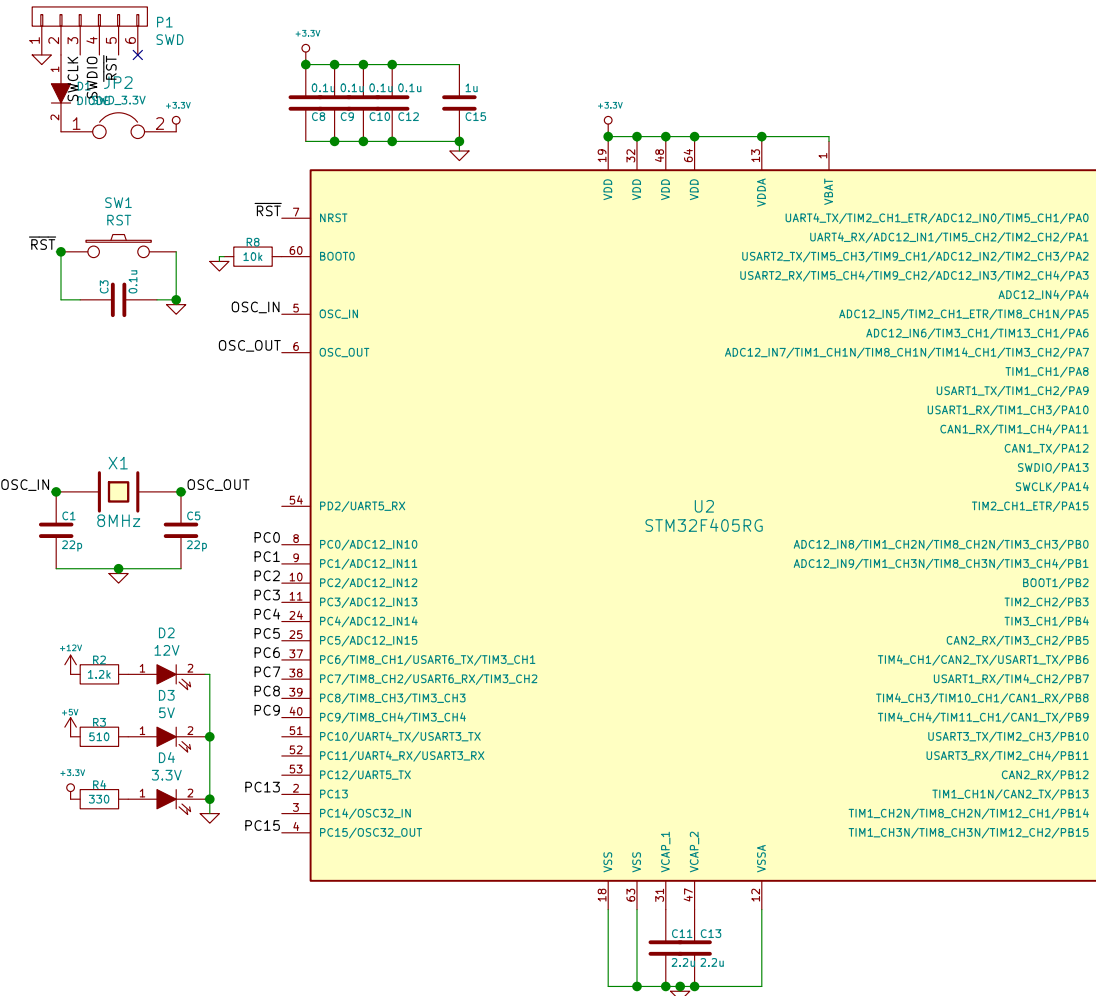 P1
SWD
1 2 3 4 5 6
SWCLK
SWDIO
RST
1
2
JP2
SWD_3.3V
1 2
+3.3V
+3.3V
0.1u 0.1u 0.1u 0.1u 1u
C8 C9 C10 C12 C15
+3.3V
19 32 48 64 13 1
VDD VDD VDD VDD VDDA VBAT
SW1
RST
RST
C3
0.1u
RST 7 NRST
R8
10k
60 BOOT0
OSC_IN 5 OSC_IN
OSC_OUT 6 OSC_OUT
X1
OSC_IN
OSC_OUT
8MHz
C1
22p
C5
22p
54 PD2/UART5_RX
PC0 8 PC0/ADC12_IN10
PC1 9 PC1/ADC12_IN11
PC2 10 PC2/ADC12_IN12
PC3 11 PC3/ADC12_IN13
PC4 24 PC4/ADC12_IN14
PC5 25 PC5/ADC12_IN15
PC6 37 PC6/TIM8_CH1/USART6_TX/TIM3_CH1
PC7 38 PC7/TIM8_CH2/USART6_RX/TIM3_CH2
PC8 39 PC8/TIM8_CH3/TIM3_CH3
PC9 40 PC9/TIM8_CH4/TIM3_CH4
51 PC10/UART4_TX/USART3_TX
52 PC11/UART4_RX/USART3_RX
53 PC12/UART5_TX
PC13 2 PC13
3 PC14/OSC32_IN
PC15 4 PC15/OSC32_OUT
D2
12V
+12V
R2
1.2k
1 2
D3
5V
+5V
R3
510
1 2
D4
3.3V
+3.3V
R4
330
1 2
U2
STM32F405RG
UART4_TX/TIM2_CH1_ETR/ADC12_IN0/TIM5_CH1/PA0
UART4_RX/ADC12_IN1/TIM5_CH2/TIM2_CH2/PA1
USART2_TX/TIM5_CH3/TIM9_CH1/ADC12_IN2/TIM2_CH3/PA2
USART2_RX/TIM5_CH4/TIM9_CH2/ADC12_IN3/TIM2_CH4/PA3
ADC12_IN4/PA4
ADC12_IN5/TIM2_CH1_ETR/TIM8_CH1N/PA5
ADC12_IN6/TIM3_CH1/TIM13_CH1/PA6
ADC12_IN7/TIM1_CH1N/TIM8_CH1N/TIM14_CH1/TIM3_CH2/PA7
TIM1_CH1/PA8
USART1_TX/TIM1_CH2/PA9
USART1_RX/TIM1_CH3/PA10
CAN1_RX/TIM1_CH4/PA11
CAN1_TX/PA12
SWDIO/PA13
SWCLK/PA14
TIM2_CH1_ETR/PA15
ADC12_IN8/TIM1_CH2N/TIM8_CH2N/TIM3_CH3/PB0
ADC12_IN9/TIM1_CH3N/TIM8_CH3N/TIM3_CH4/PB1
BOOT1/PB2
TIM2_CH2/PB3
TIM3_CH1/PB4
CAN2_RX/TIM3_CH2/PB5
TIM4_CH1/CAN2_TX/USART1_TX/PB6
USART1_RX/TIM4_CH2/PB7
TIM4_CH3/TIM10_CH1/CAN1_RX/PB8
TIM4_CH4/TIM11_CH1/CAN1_TX/PB9
USART3_TX/TIM2_CH3/PB10
USART3_RX/TIM2_CH4/PB11
CAN2_RX/PB12
TIM1_CH1N/CAN2_TX/PB13
TIM1_CH2N/TIM8_CH2N/TIM12_CH1/PB14
TIM1_CH3N/TIM8_CH3N/TIM12_CH2/PB15
VSS VSS VCAP_1 VCAP_2 VSSA
18 63 31 47 12
C11 C13
2.2u 2.2u